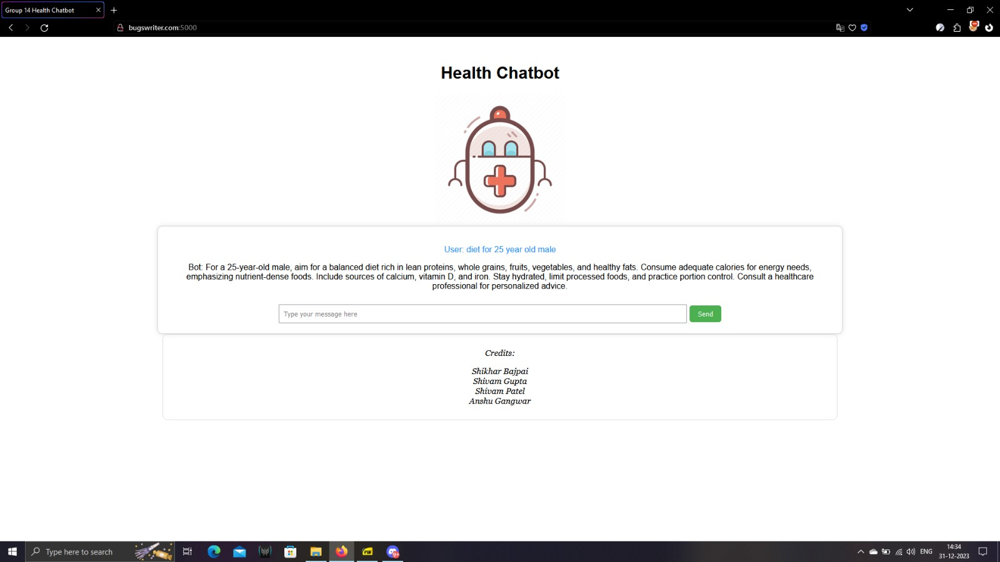 Group 14 Health Chatbot
bugswriter.com:5000
Health Chatbot
User: diet for 25 year old male
Bot: For a 25-year-old male, aim for a balanced diet rich in lean proteins, whole grains, fruits, vegetables, and healthy fats. Consume adequate calories for energy needs,
emphasizing nutrient-dense foods. Include sources of calcium, vitamin D, and iron. Stay hydrated, limit processed foods, and practice portion control. Consult a healthcare
professional for personalized advice.
Type your message here
Send
Credits:
Shikhar Bajpai
Shivam Gupta
Shivam Patel
Anshu Gangwar
Type here to search
9+
ENG
14:34
31-12-2023